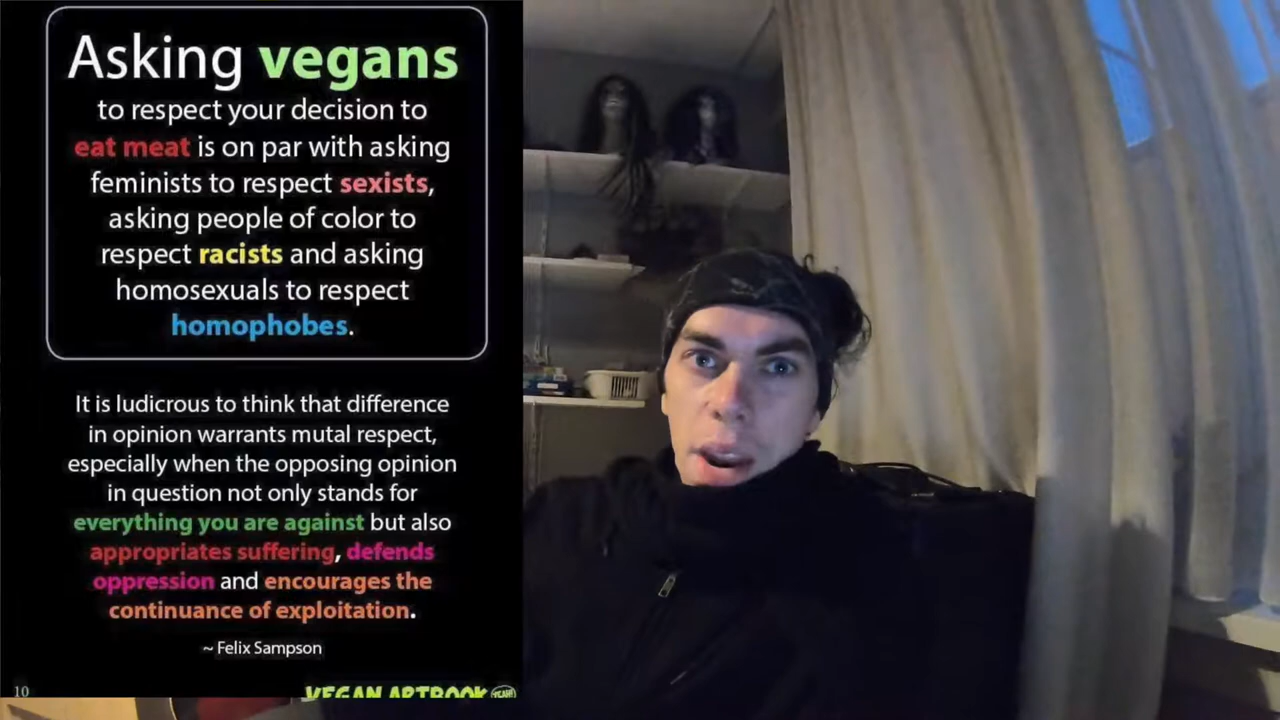 Asking vegans
to respect your decision to
eat meat is on par with asking
feminists to respect sexists,
asking people of color to
respect racists and asking
homosexuals to respect
homophobes.
It is ludicrous to think that difference
in opinion warrants mutal respect,
especially when the opposing opinion
in question not only stands for
everything you are against but also
appropriates suffering, defends
oppression and encourages the
continuance of exploitation.
~ Felix Sampson
10
VEGAN ARTBOOK YEAH!